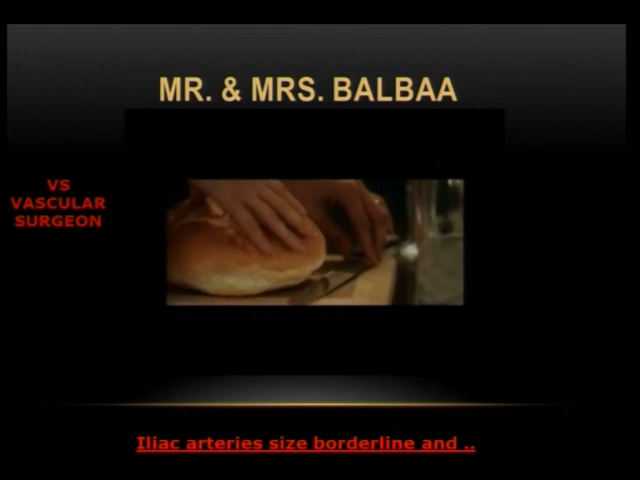 MR. & MRS. BALBAA
VS
VASCULAR
SURGEON
Iliac arteries size borderline and ..